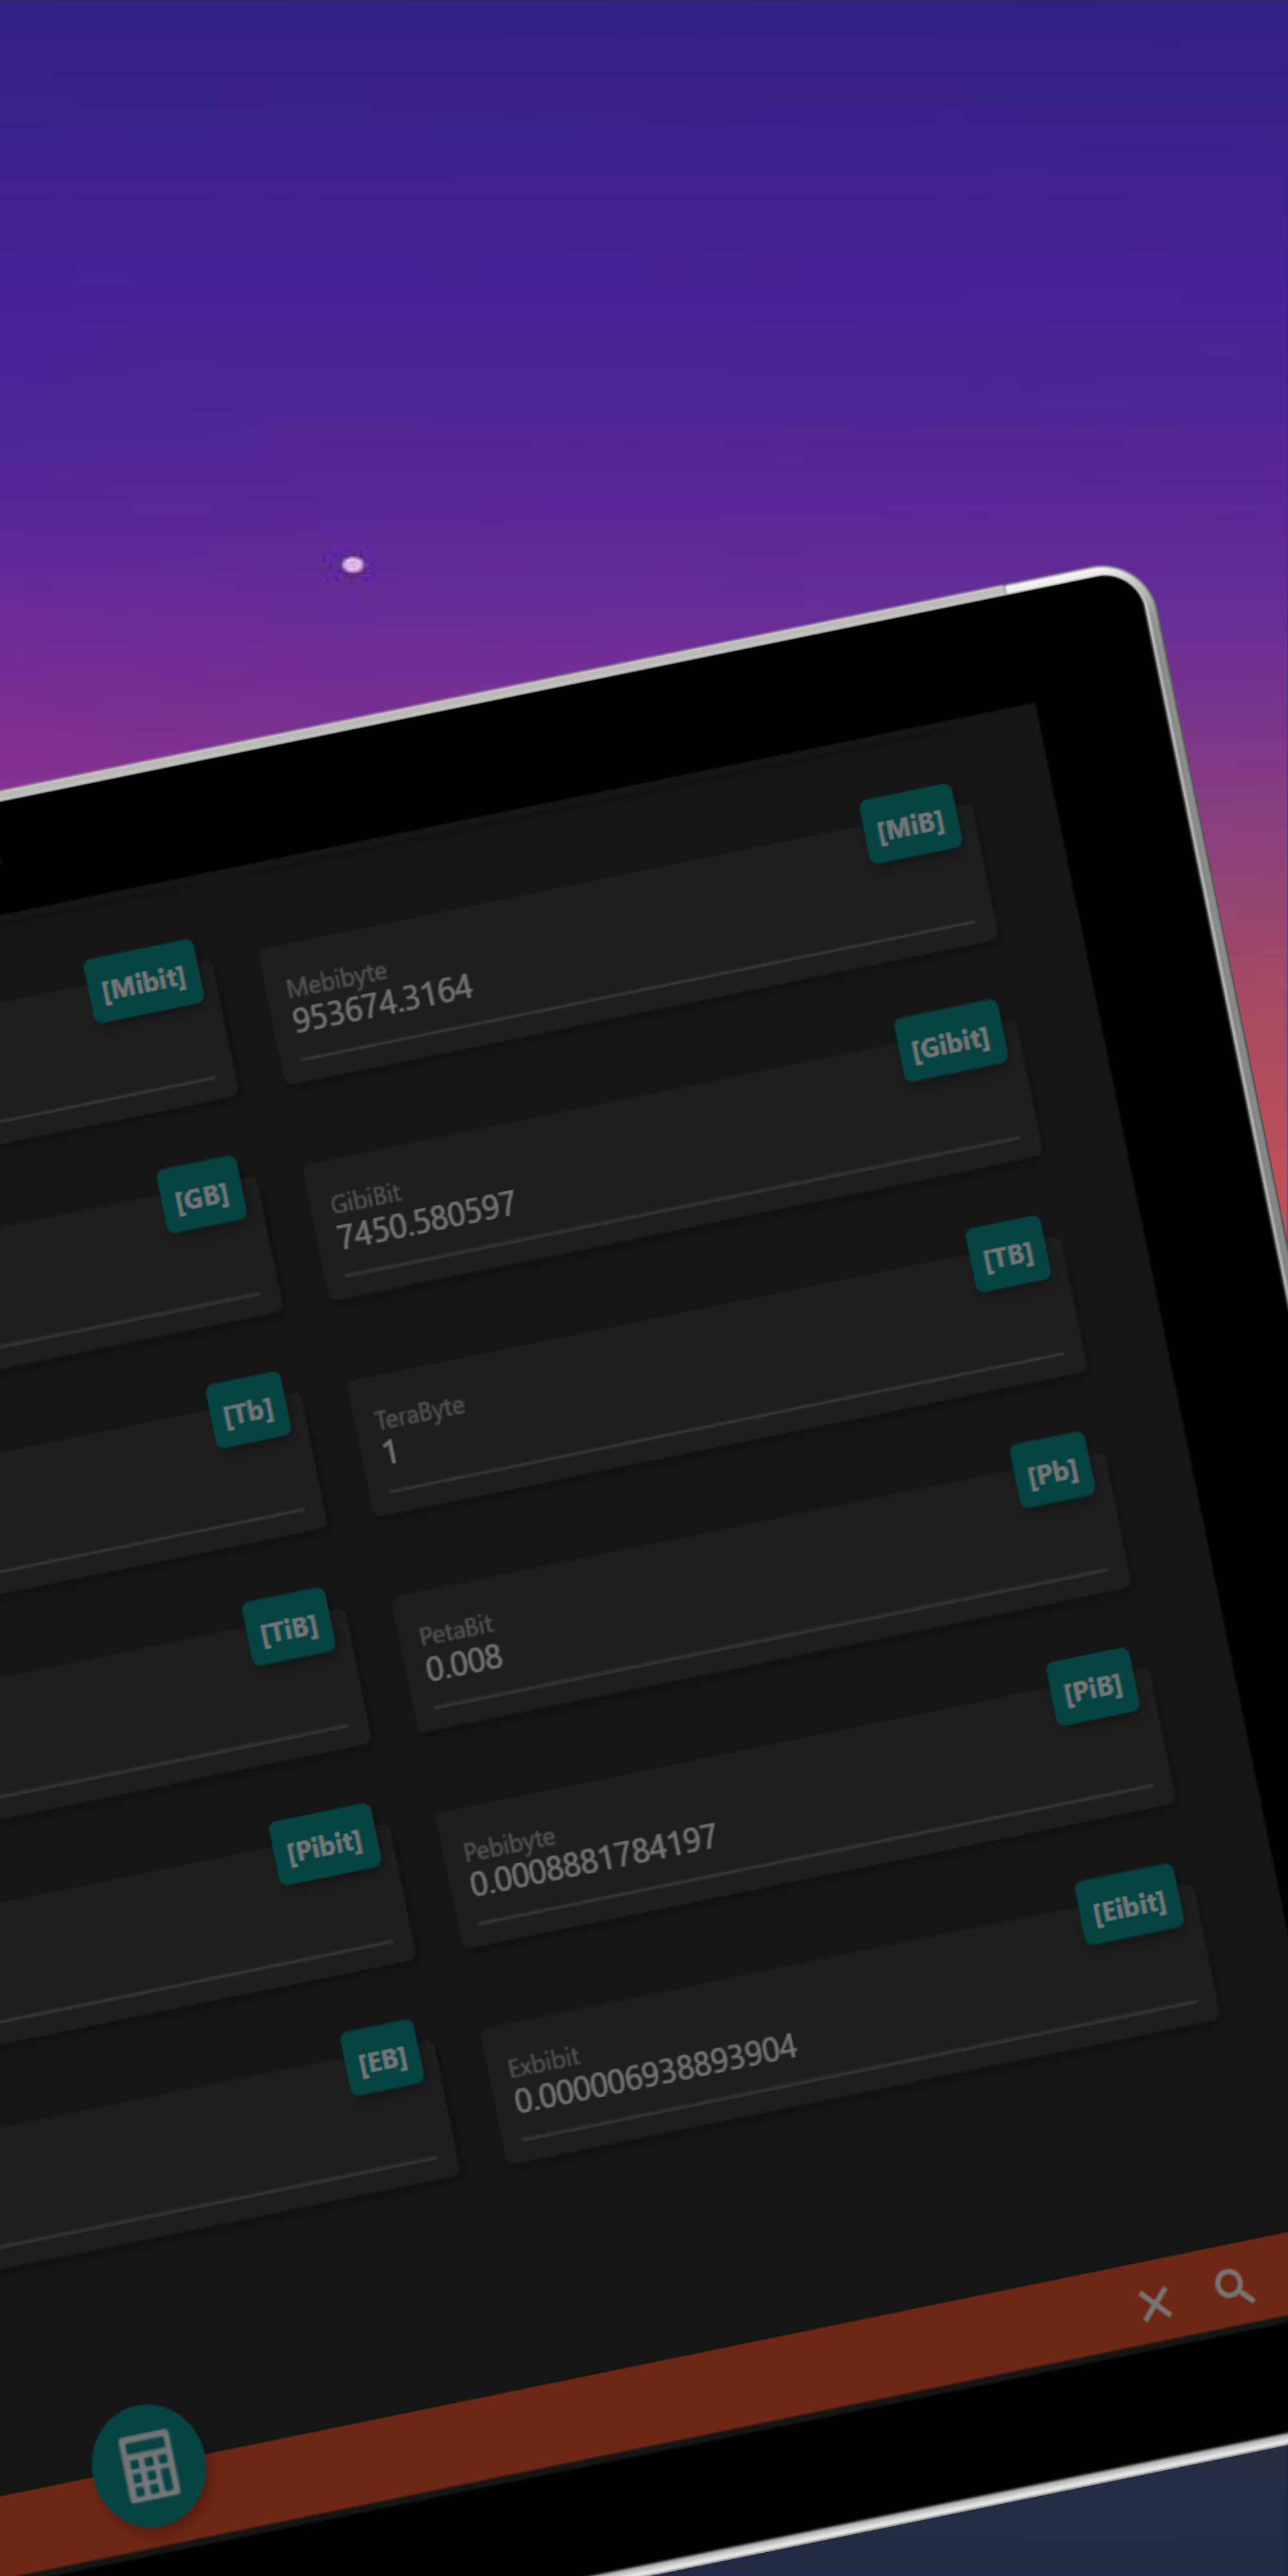 [MiB]
Mebibyte
953674.3164
[Mibit]
[Gibit]
GibiBit
7450.580597
[GB]
[TB]
TeraByte
1
[Tb]
[Pb]
PetaBit
0.008
[TiB]
[PiB]
Pebibyte
0.0008881784197
[Pibit]
[Eibit]
Exbibit
0.000006938893904
[EB]